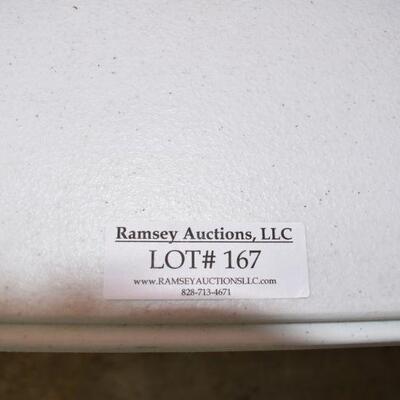 Ramsey Auctions, LLC
LOT# 167
www.RAMSEYAUCTIONSLLC.com
828-713-4671